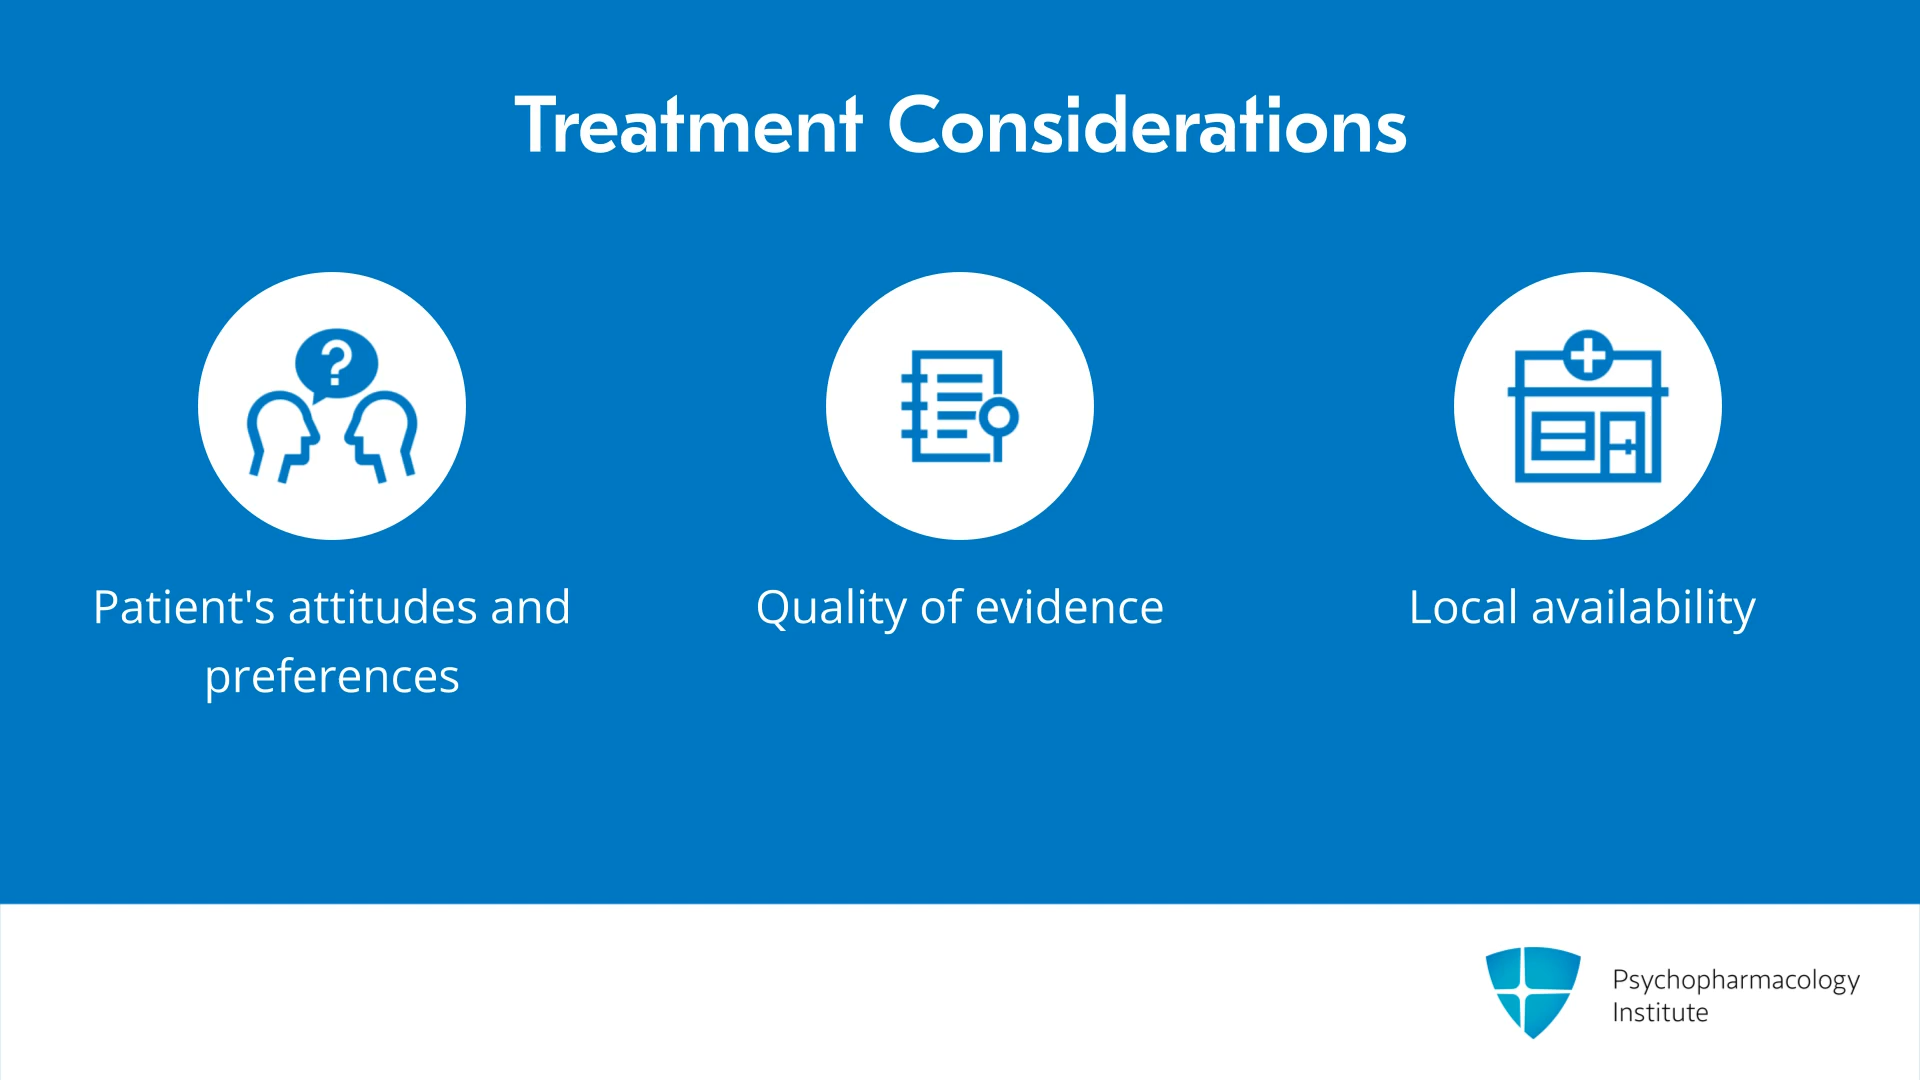 Treatment Considerations
?
Patient's attitudes and
preferences
Quality of evidence
Local availability
Psychopharmacology
Institute